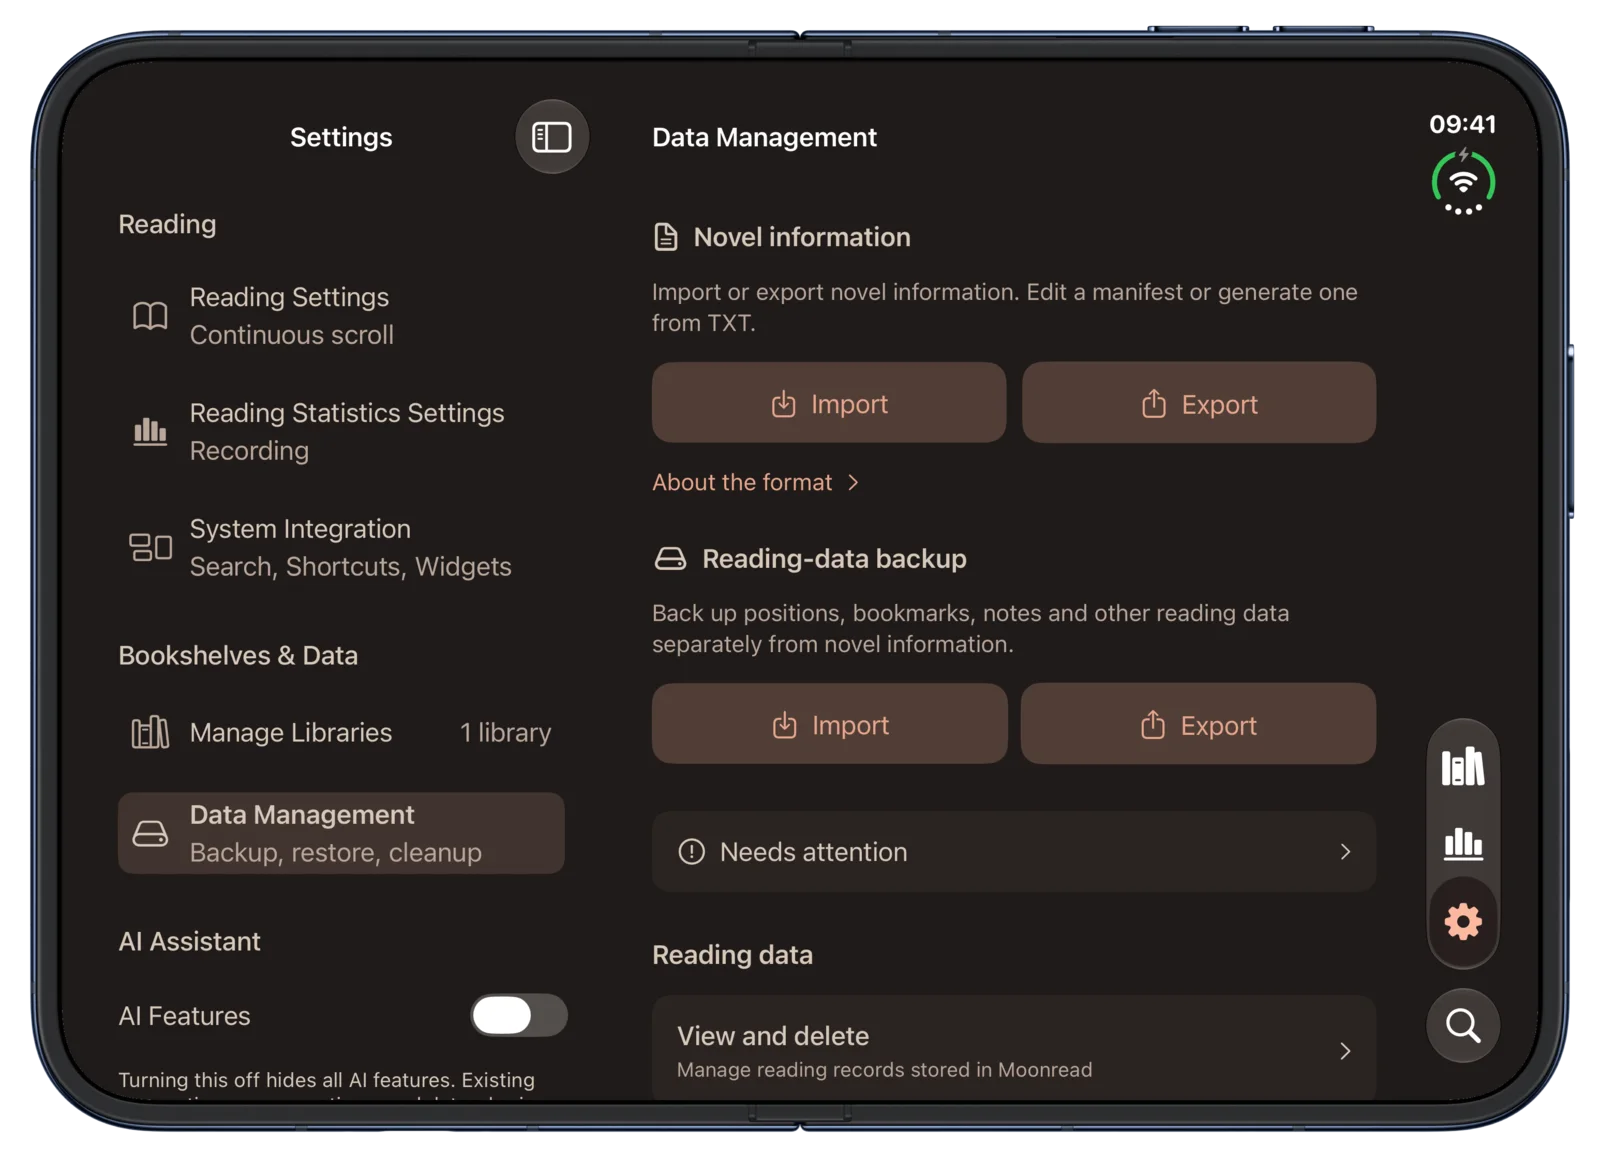 Settings
Reading
Reading Settings
Continuous scroll
Reading Statistics Settings
Recording
System Integration
Search, Shortcuts, Widgets
Bookshelves & Data
Manage Libraries
1 library
Data Management
Backup, restore, cleanup
AI Assistant
AI Features
Turning this off hides all AI features. Existing
Data Management
Novel information
Import or export novel information. Edit a manifest or generate one
from TXT.
Import
Export
About the format
Reading-data backup
Back up positions, bookmarks, notes and other reading data
separately from novel information.
Import
Export
Needs attention
Reading data
View and delete
Manage reading records stored in Moonread
09:41